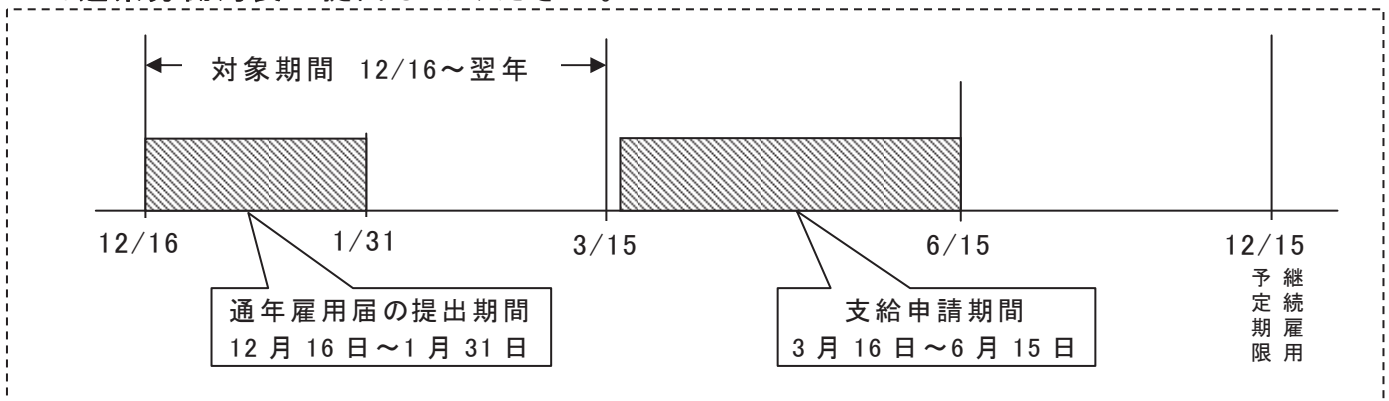 対象期間 12/16～翌年
12/16
1/31
3/15
6/15
12/15
継続雇用
予定期限
通年雇用届の提出期間
12月16日～1月31日
支給申請期間
3月16日～6月15日